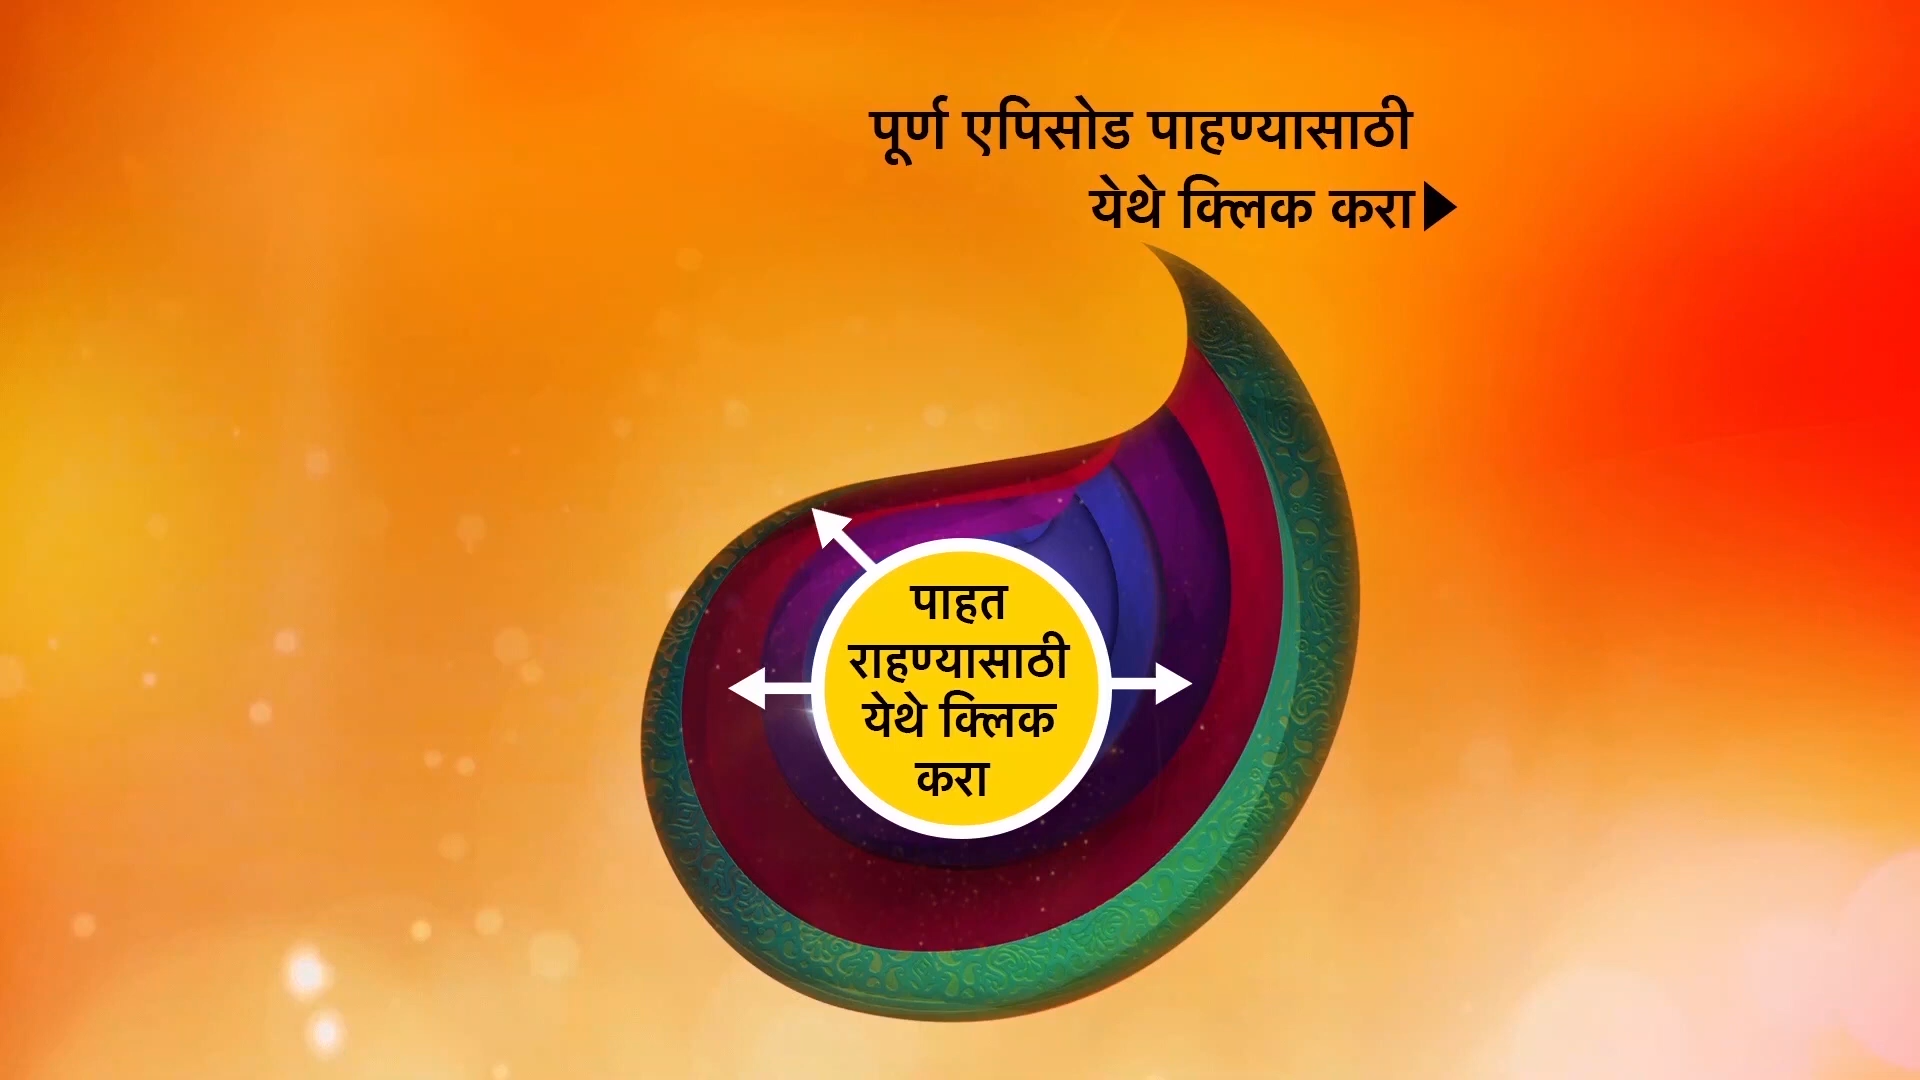 पूर्ण एपिसोड पाहण्यासाठी
येथे क्लिक करा
पाहत
राहण्यासाठी
येथे क्लिक
करा